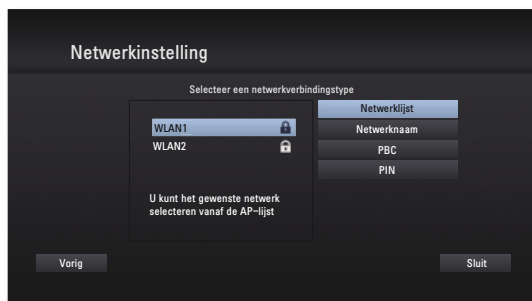 Netwerkinstelling
Selecteer een netwerkverbindingstype
WLAN1
WLAN2
U kunt het gewenste netwerk
selecteren vanaf de AP-lijst
Netwerklijst
Netwerknaam
PBC
PIN
Vorig
Sluit